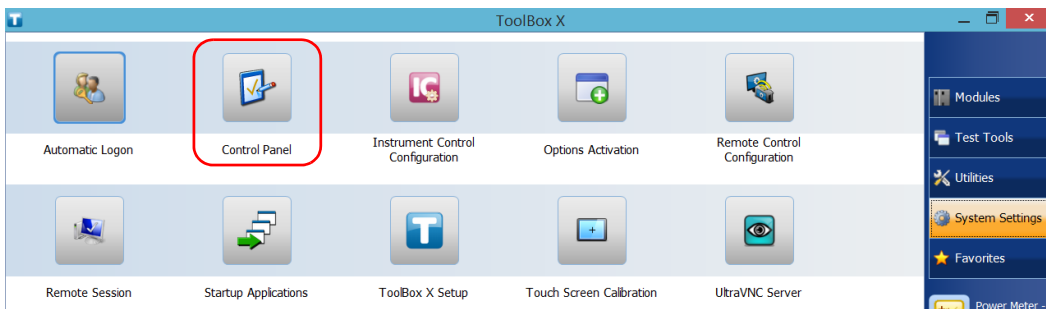 T
ToolBox X
IC
Automatic Logon
Control Panel
Instrument Control
Configuration
Options Activation
Remote Control
Configuration
T
Remote Session
Startup Applications
ToolBox X Setup
Touch Screen Calibration
UltraVNC Server
Modules
Test Tools
Utilities
System Settings
Favorites
Power Meter -